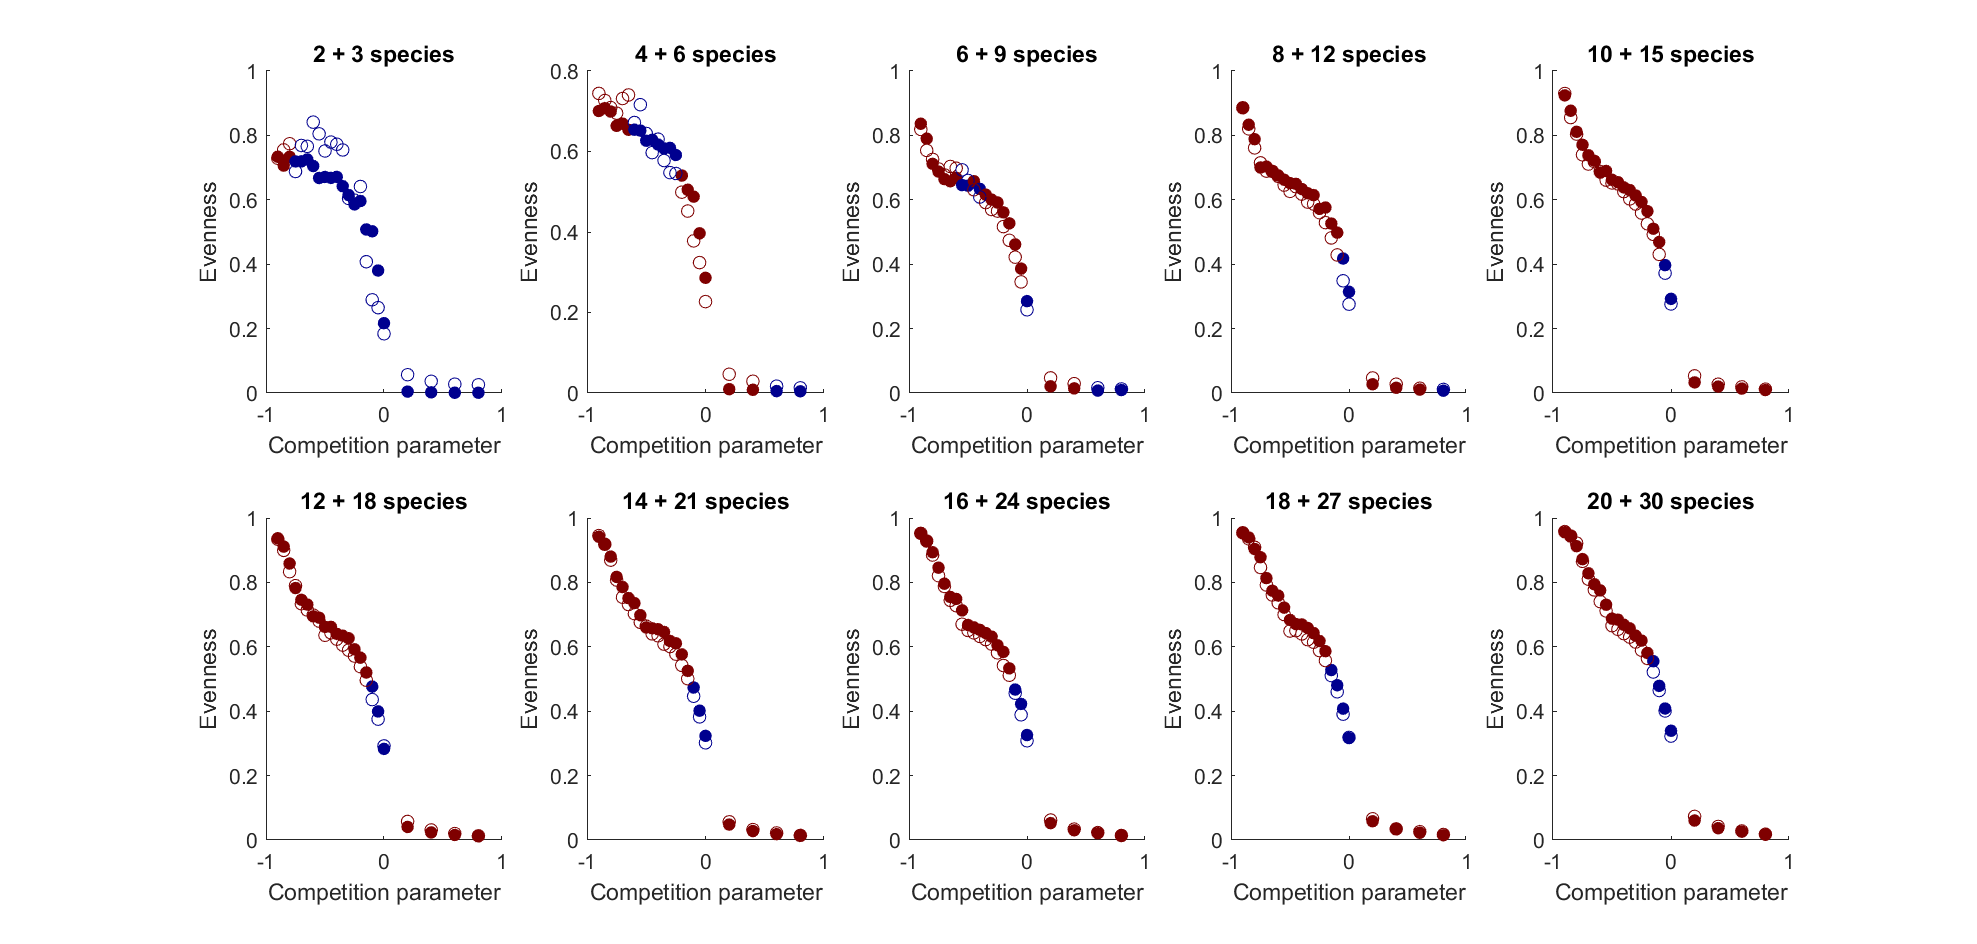 2 + 3 species
4 + 6 species
6 + 9 species
8 + 12 species
10 + 15 species
1
0.8
0.6
0.4
0.2
0
Evenness
-1
0
1
Competition parameter
0.8
0.6
0.4
0.2
0
Evenness
-1
0
1
Competition parameter
1
0.8
0.6
0.4
0.2
0
Evenness
-1
0
1
Competition parameter
1
0.8
0.6
0.4
0.2
0
Evenness
-1
0
1
Competition parameter
1
0.8
0.6
0.4
0.2
0
Evenness
-1
0
1
Competition parameter
12 + 18 species
14 + 21 species
16 + 24 species
18 + 27 species
20 + 30 species
1
0.8
0.6
0.4
0.2
0
Evenness
-1
0
1
Competition parameter
1
0.8
0.6
0.4
0.2
0
Evenness
-1
0
1
Competition parameter
1
0.8
0.6
0.4
0.2
0
Evenness
-1
0
1
Competition parameter
1
0.8
0.6
0.4
0.2
0
Evenness
-1
0
1
Competition parameter
1
0.8
0.6
0.4
0.2
0
Evenness
-1
0
1
Competition parameter